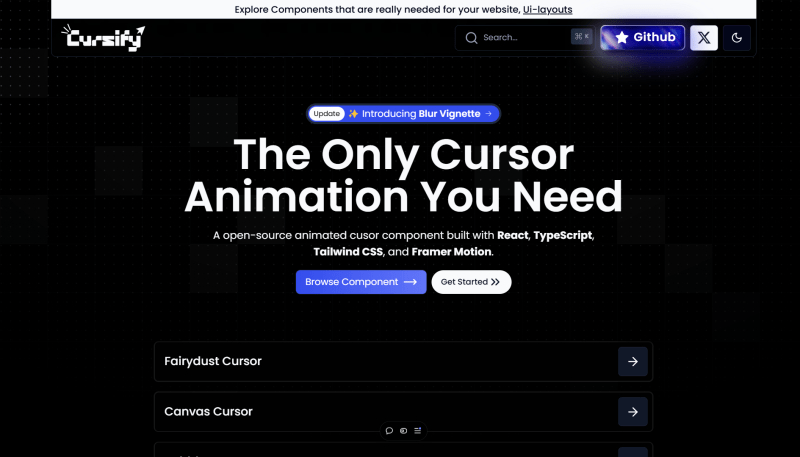 Explore Components that are really needed for your website, Ui-layouts
Cursify
Search...
⌘ K
Github
Update ✨ Introducing Blur Vignette →
The Only Cursor
Animation You Need
A open-source animated cusor component built with React, TypeScript,
Tailwind CSS, and Framer Motion.
Browse Component
Get Started
Fairydust Cursor
Canvas Cursor